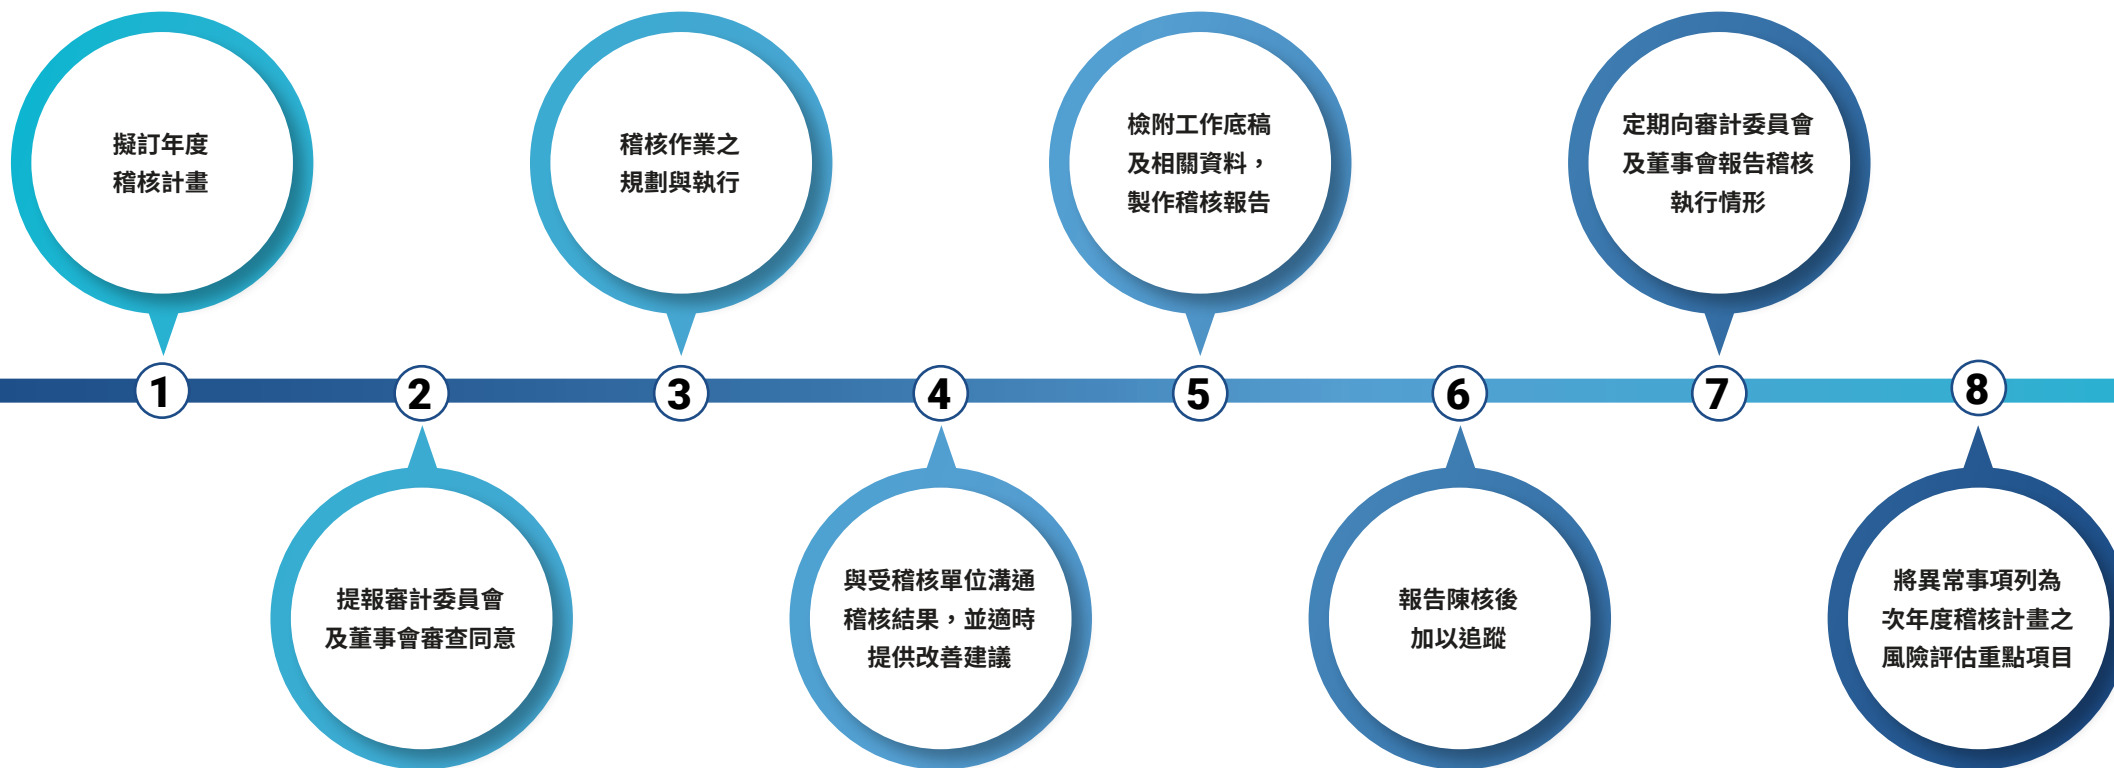 1
擬訂年度
稽核計畫
2
提報審計委員會
及董事會審查同意
3
稽核作業之
規劃與執行
4
與受稽核單位溝通
稽核結果，並適時
提供改善建議
5
檢附工作底稿
及相關資料，
製作稽核報告
6
報告陳核後
加以追蹤
7
定期向審計委員會
及董事會報告稽核
執行情形
8
將異常事項列為
次年度稽核計畫之
風險評估重點項目